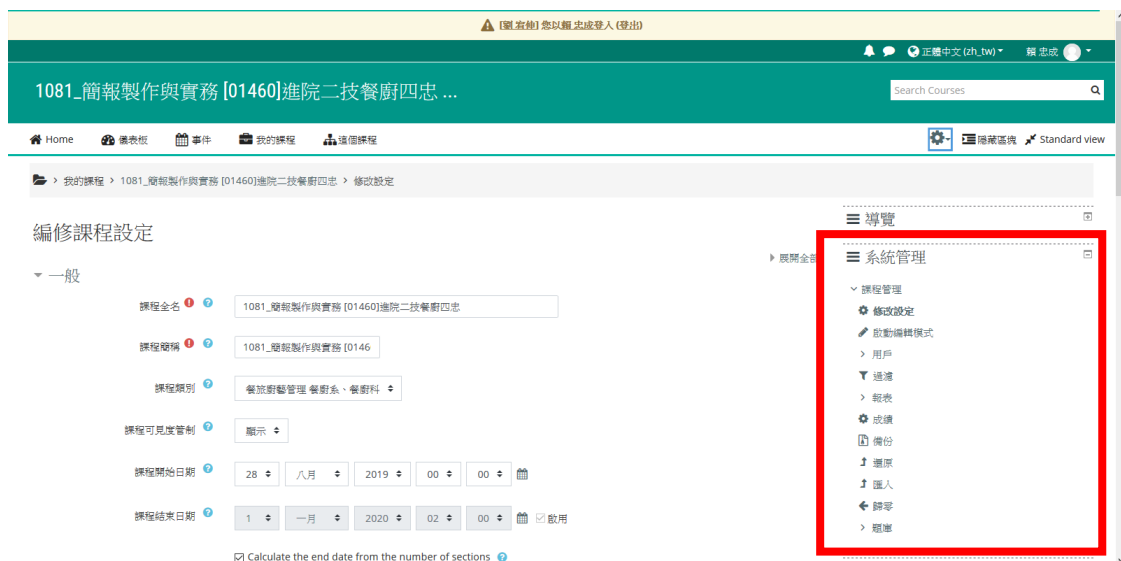 [劉 宥伸] 您以賴 忠成登入 (登出)
正體中文 (zh_tw) 賴 忠成
1081_簡報製作與實務 [01460]進院二技餐廚四忠 ...
Search Courses
Home 儀表板 事件 我的課程 這個課程 隱藏區塊 Standard view
我的課程 > 1081_簡報製作與實務 [01460]進院二技餐廚四忠 > 修改設定
編修課程設定
導覽
展開全部
系統管理
一般
課程全名 1081_簡報製作與實務 [01460]進院二技餐廚四忠
課程簡稱 1081_簡報製作與實務 [0146
課程類別 餐旅廚藝管理 餐廚系、餐廚科
課程可見度管制 顯示
課程開始日期 28 八月 2019 00 00
課程結束日期 1 一月 2020 02 00 啟用
Calculate the end date from the number of sections
課程管理
修改設定
啟動編輯模式
用戶
過濾
報表
成績
備份
還原
匯入
歸零
題庫